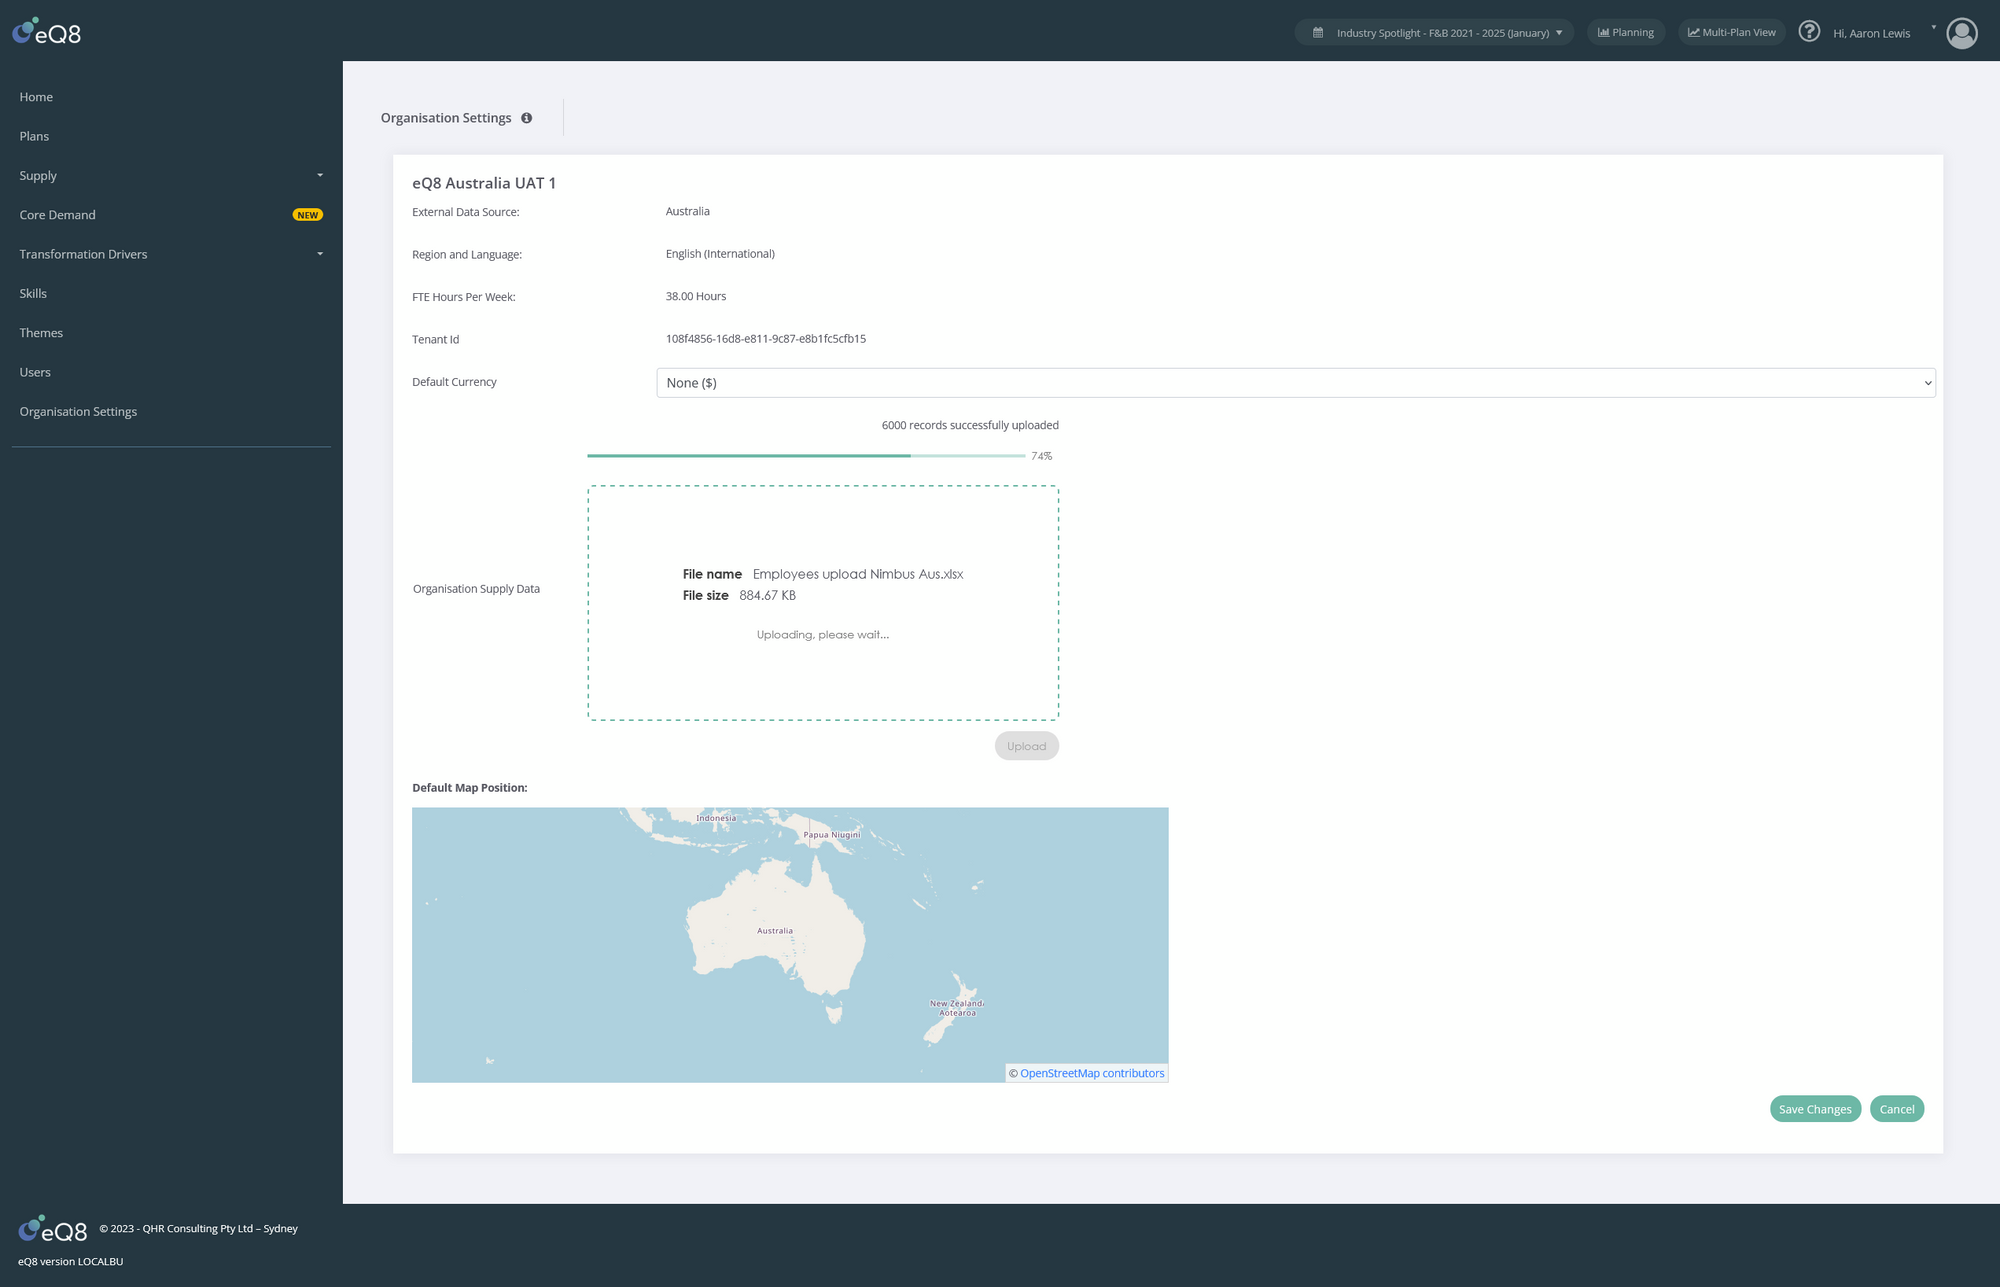 eQ8
Industry Spotlight - F&B 2021 - 2025 (January)
Planning
Multi-Plan View
Hi, Aaron Lewis
Home
Plans
Supply
Core Demand NEW
Transformation Drivers
Skills
Themes
Users
Organisation Settings
Organisation Settings
eQ8 Australia UAT 1
External Data Source: Australia
Region and Language: English (International)
FTE Hours Per Week: 38.00 Hours
Tenant Id 108f4856-16d8-e811-9c87-e8b1fc5cfb15
Default Currency None ($)
6000 records successfully uploaded
74%
Organisation Supply Data
File name Employees upload Nimbus Aus.xlsx
File size 884.67 KB
Uploading, please wait...
Upload
Default Map Position:
Indonesia
Papua Niugini
Australia
New Zealand/
Aotearoa
© OpenStreetMap contributors
Save Changes
Cancel
eQ8 © 2023 - QHR Consulting Pty Ltd – Sydney
eQ8 version LOCALBU